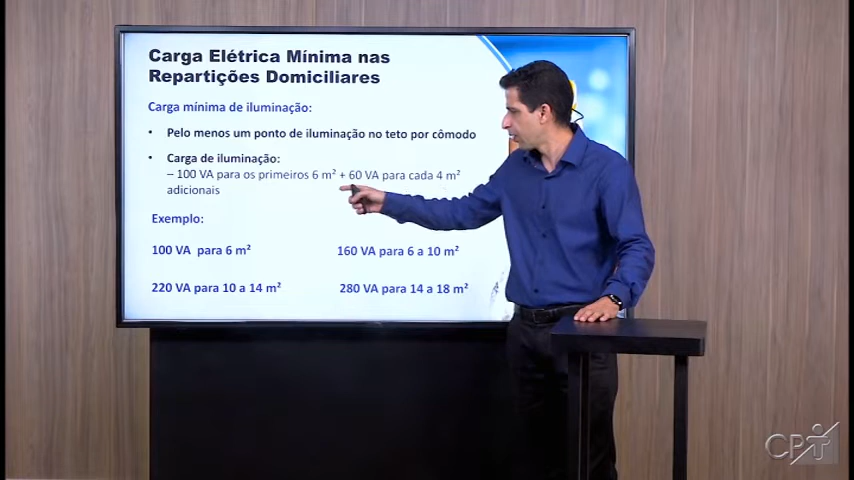 Carga Elétrica Mínima nas
Repartições Domiciliares
Carga mínima de iluminação:
• Pelo menos um ponto de iluminação no teto por cômodo
• Carga de iluminação:
– 100 VA para os primeiros 6 m² + 60 VA para cada 4 m²
adicionais
Exemplo:
100 VA para 6 m²
160 VA para 6 a 10 m²
220 VA para 10 a 14 m²
280 VA para 14 a 18 m²
CPT